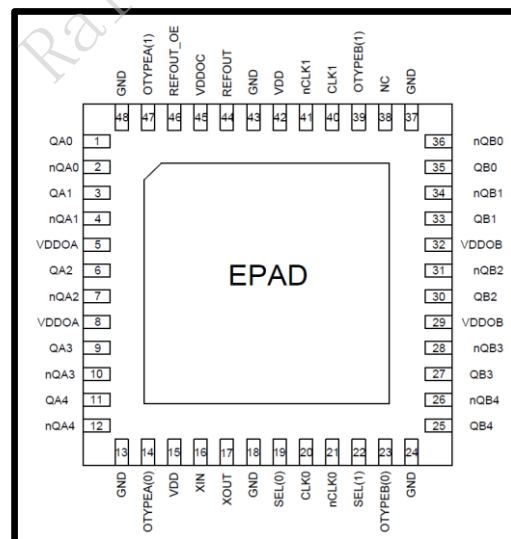 GND OTYPEA(1) REFOUT_OE VDDOC REFOUT GND VDD nCLK1 CLK1 OTYPEB(1) NC GND
48 47 46 45 44 43 42 41 40 39 38 37
QA0 1 36 nQB0
nQA0 2 35 QB0
QA1 3 34 nQB1
nQA1 4 33 QB1
VDDOA 5 32 VDDOB
QA2 6 31 nQB2
EPAD
nQA2 7 30 QB2
VDDOA 8 29 VDDOB
QA3 9 28 nQB3
nQA3 10 27 QB3
QA4 11 26 nQB4
nQA4 12 25 QB4
13 14 15 16 17 18 19 20 21 22 23 24
GND OTYPEA(0) VDD XIN XOUT GND SEL(0) CLK0 nCLK0 SEL(1) OTYPEB(0) GND